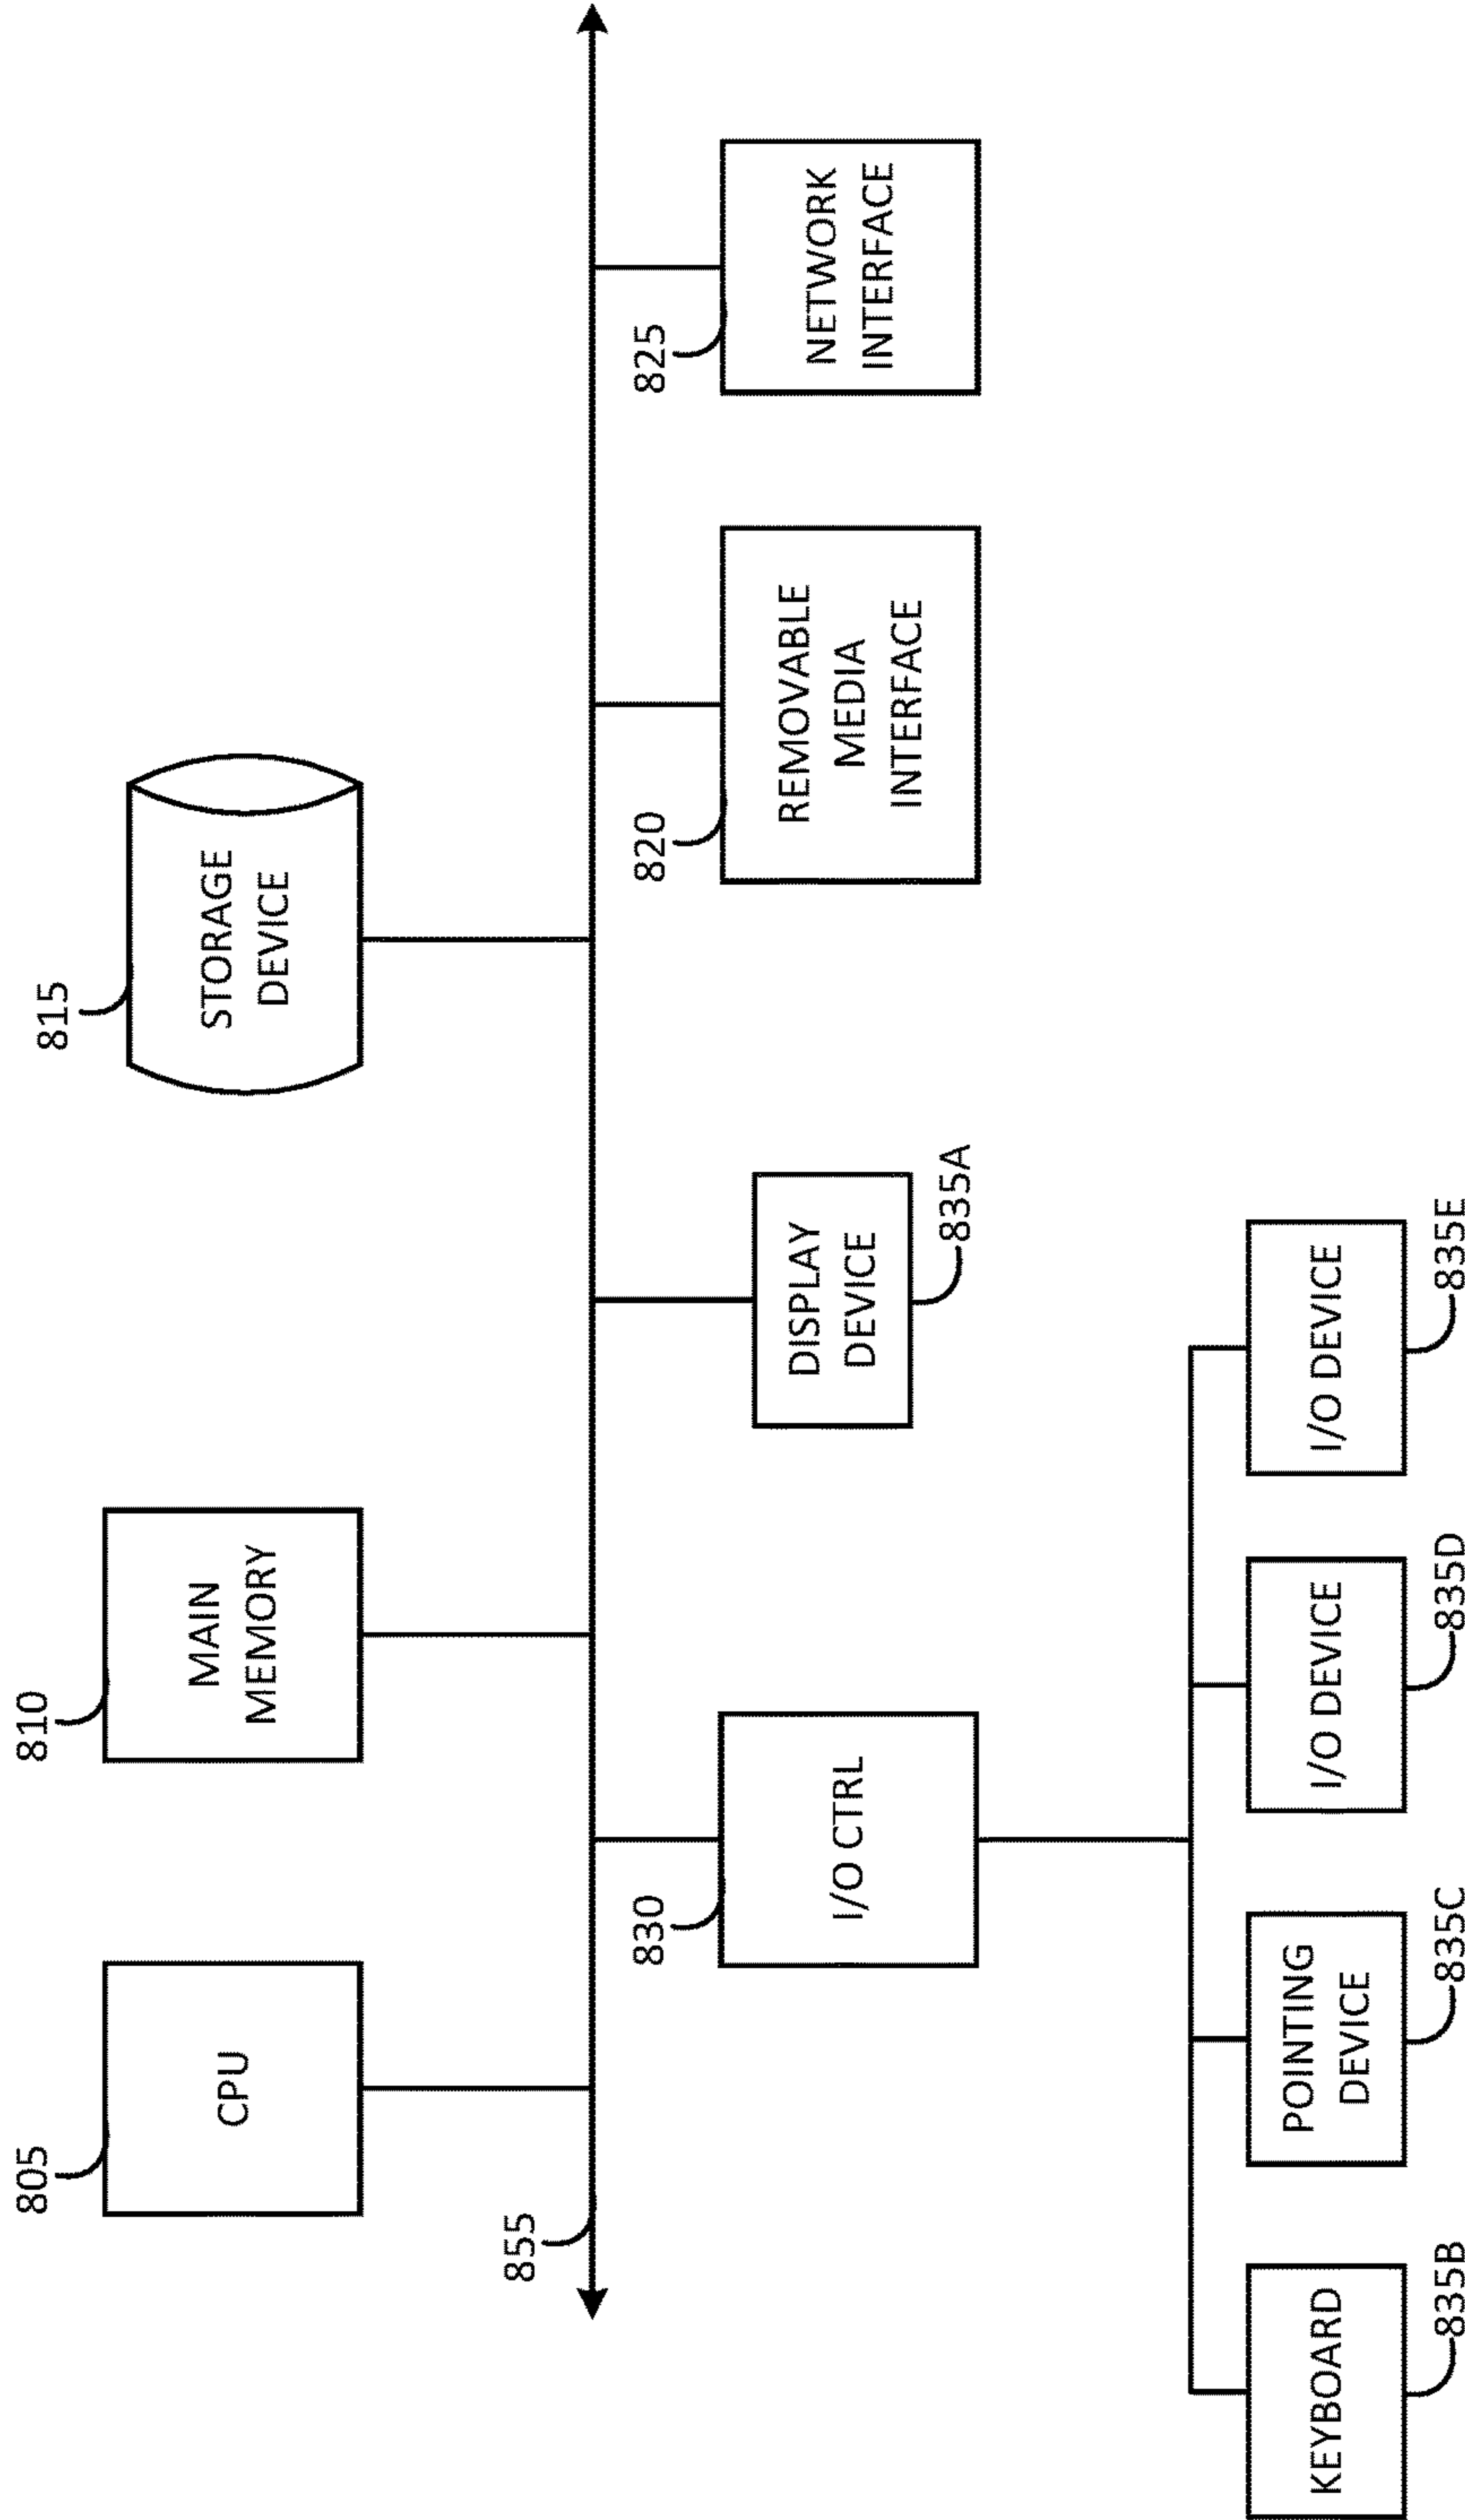 805
CPU
810
MAIN
MEMORY
815
STORAGE
DEVICE
855
830
I/O CTRL
DISPLAY
DEVICE
835A
820
REMOVABLE
MEDIA
INTERFACE
825
NETWORK
INTERFACE
KEYBOARD
835B
POINTING
DEVICE
835C
I/O DEVICE
835D
I/O DEVICE
835E